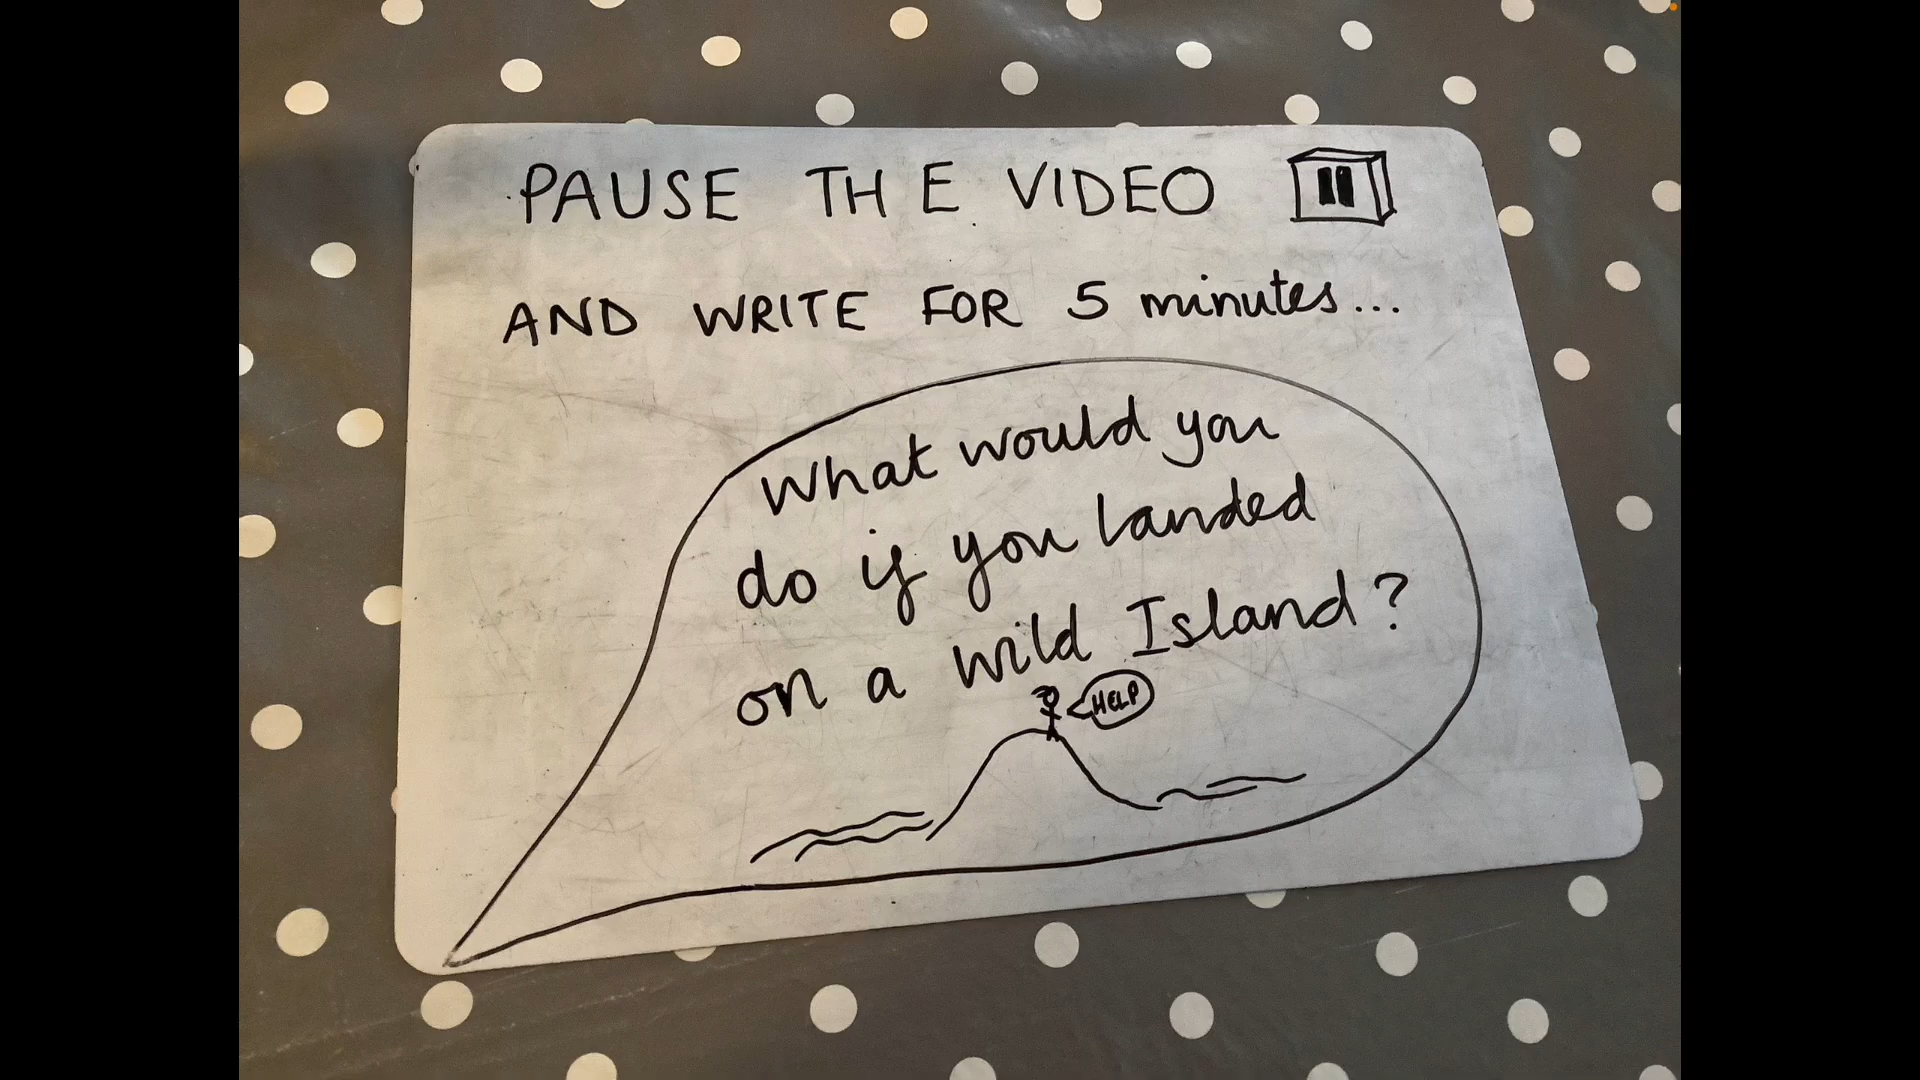 PAUSE THE VIDEO
AND WRITE FOR 5 minutes...
What would you
do if you landed
on a wild Island?
HELP